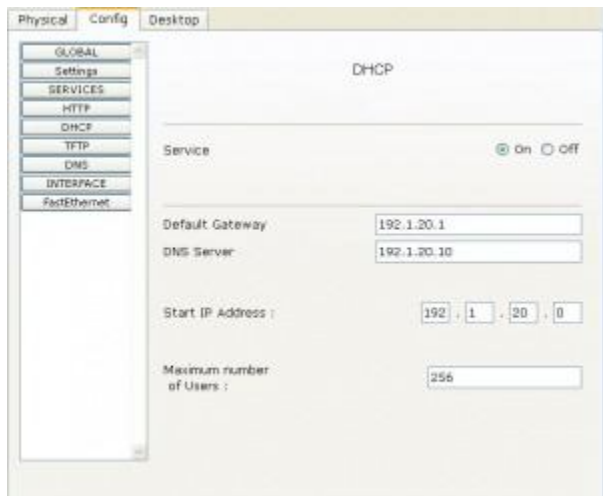 Physical Config Desktop
GLOBAL
Settings
SERVICES
HTTP
DHCP
TFTP
DNS
INTERFACE
FastEthernet
DHCP
Service On Off
Default Gateway 192.1.20.1
DNS Server 192.1.20.10
Start IP Address : 192 . 1 . 20 . 0
Maximum number
of Users : 256